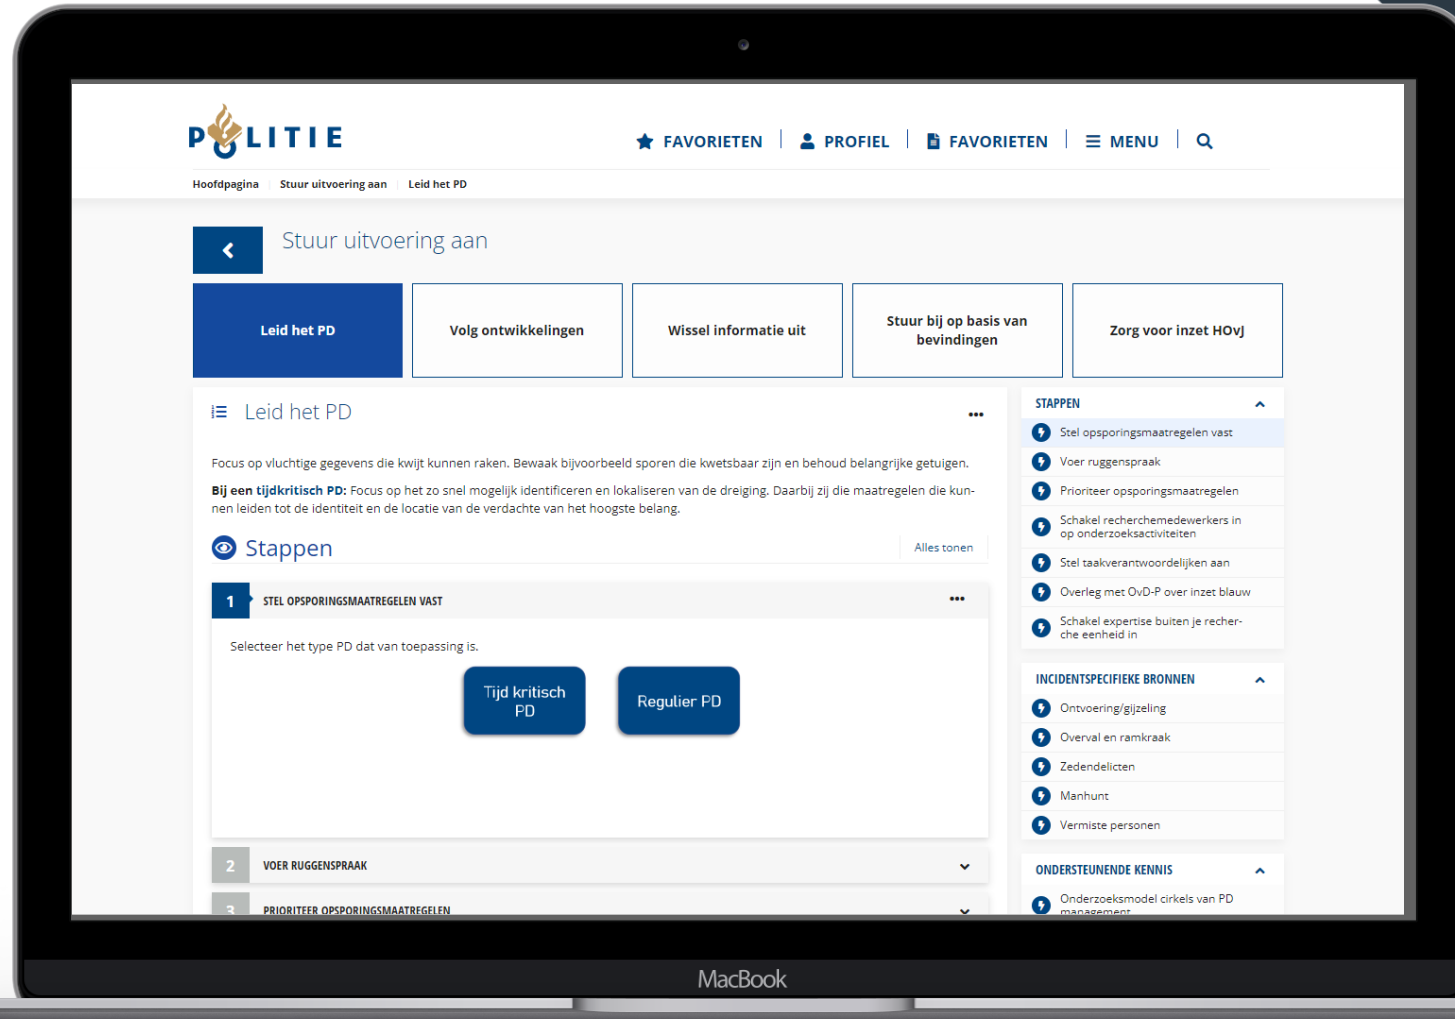 POLITIE
FAVORIETEN
PROFIEL
FAVORIETEN
MENU
Hoofdpagina
Stuur uitvoering aan
Leid het PD
Stuur uitvoering aan
Leid het PD
Volg ontwikkelingen
Wissel informatie uit
Stuur bij op basis van
bevindingen
Zorg voor inzet HOvJ
Leid het PD
Focus op vluchtige gegevens die kwijt kunnen raken. Bewaak bijvoorbeeld sporen die kwetsbaar zijn en behoud belangrijke getuigen.
Bij een tijdkritisch PD: Focus op het zo snel mogelijk identificeren en lokaliseren van de dreiging. Daarbij zij die maatregelen die kun-
nen leiden tot de identiteit en de locatie van de verdachte van het hoogste belang.
Stappen
Alles tonen
1 STEL OPSPORINGSMAATREGELEN VAST
Selecteer het type PD dat van toepassing is.
Tijd kritisch
PD
Regulier PD
2 VOER RUGGENSPRAAK
3 PRIORITEER OPSPORINGSMAATREGELEN
STAPPEN
Stel opsporingsmaatregelen vast
Voer ruggenspraak
Prioriteer opsporingsmaatregelen
Schakel recherchemedewerkers in
op onderzoeksactiviteiten
Stel taakverantwoordelijken aan
Overleg met OvD-P over inzet blauw
Schakel expertise buiten je recher-
che eenheid in
INCIDENTSPECIFIEKE BRONNEN
Ontvoering/gijzeling
Overval en ramkraak
Zedendelicten
Manhunt
Vermiste personen
ONDERSTEUNENDE KENNIS
Onderzoeksmodel cirkels van PD
management
MacBook